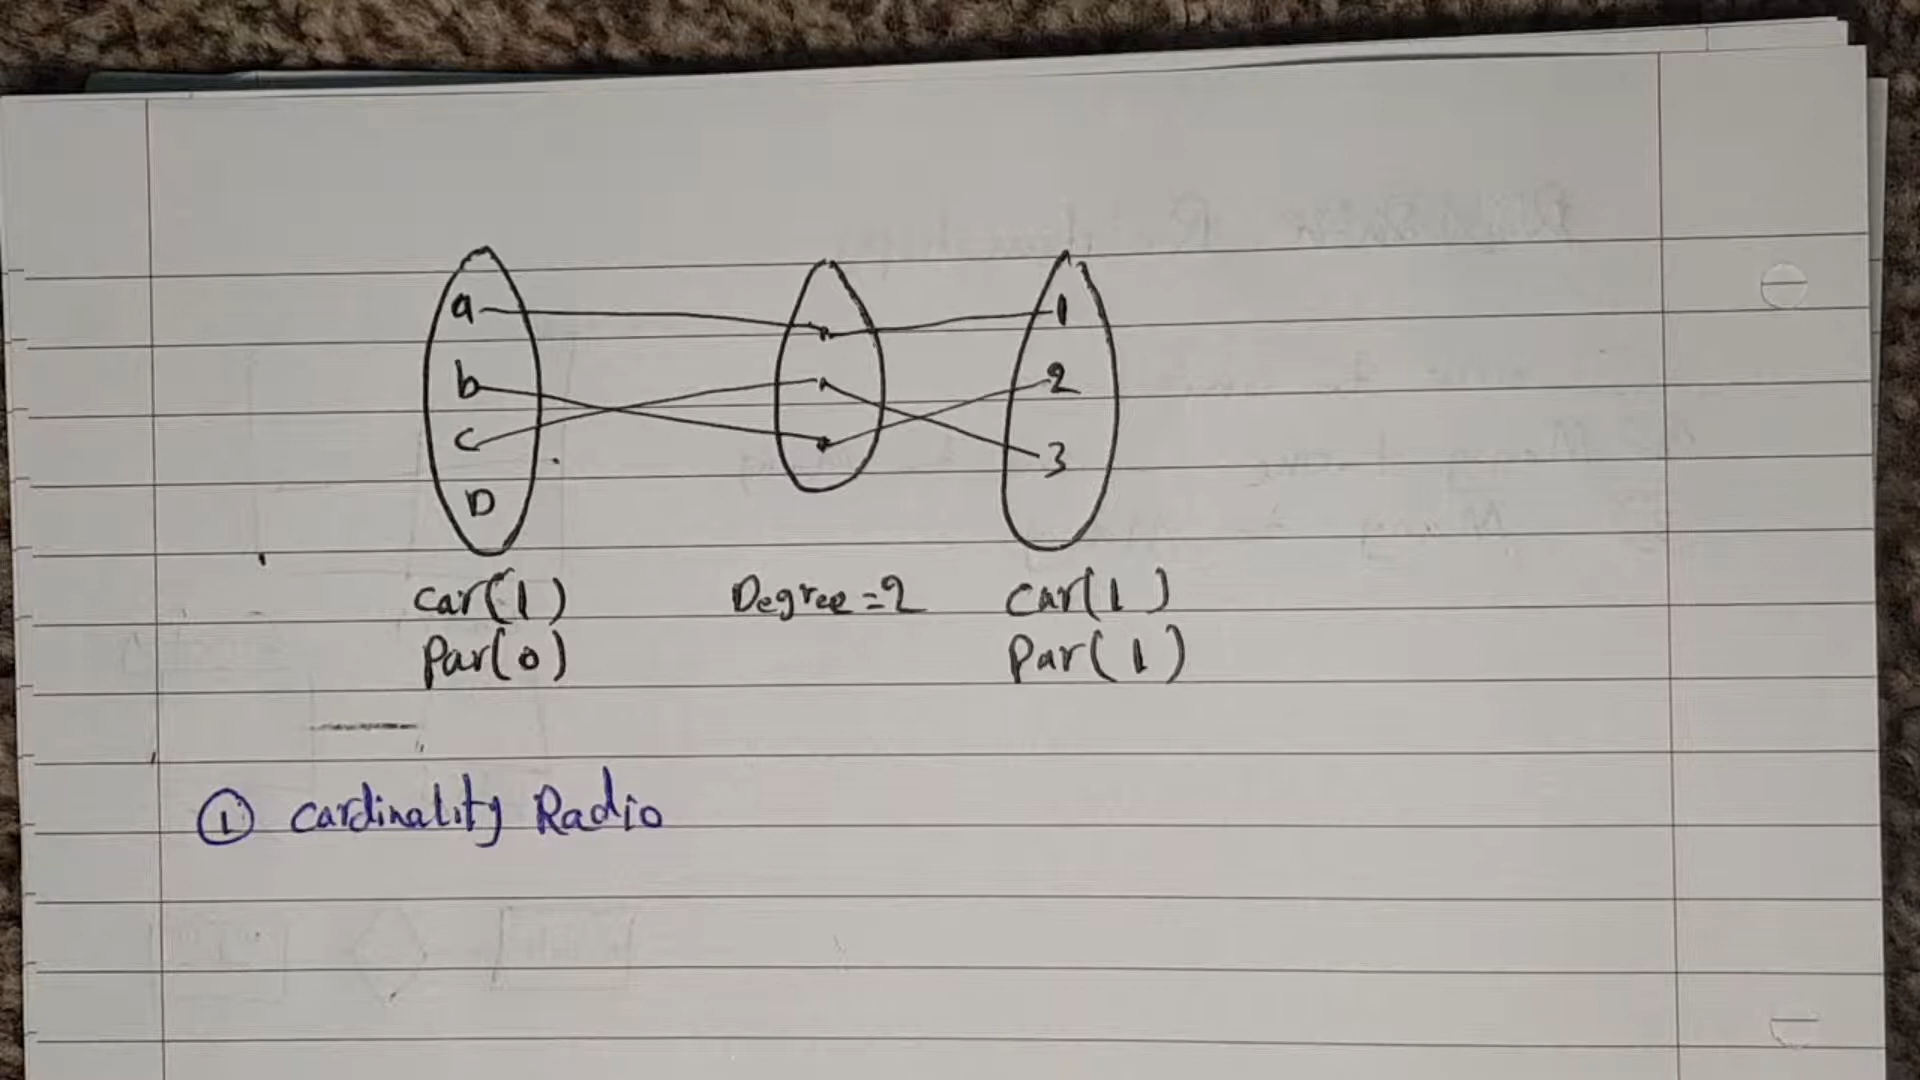 a 1
b 2
c 3
D
Car(1) Degree=2 Car(1)
Par(0) Par(1)
① Cardinality Radio